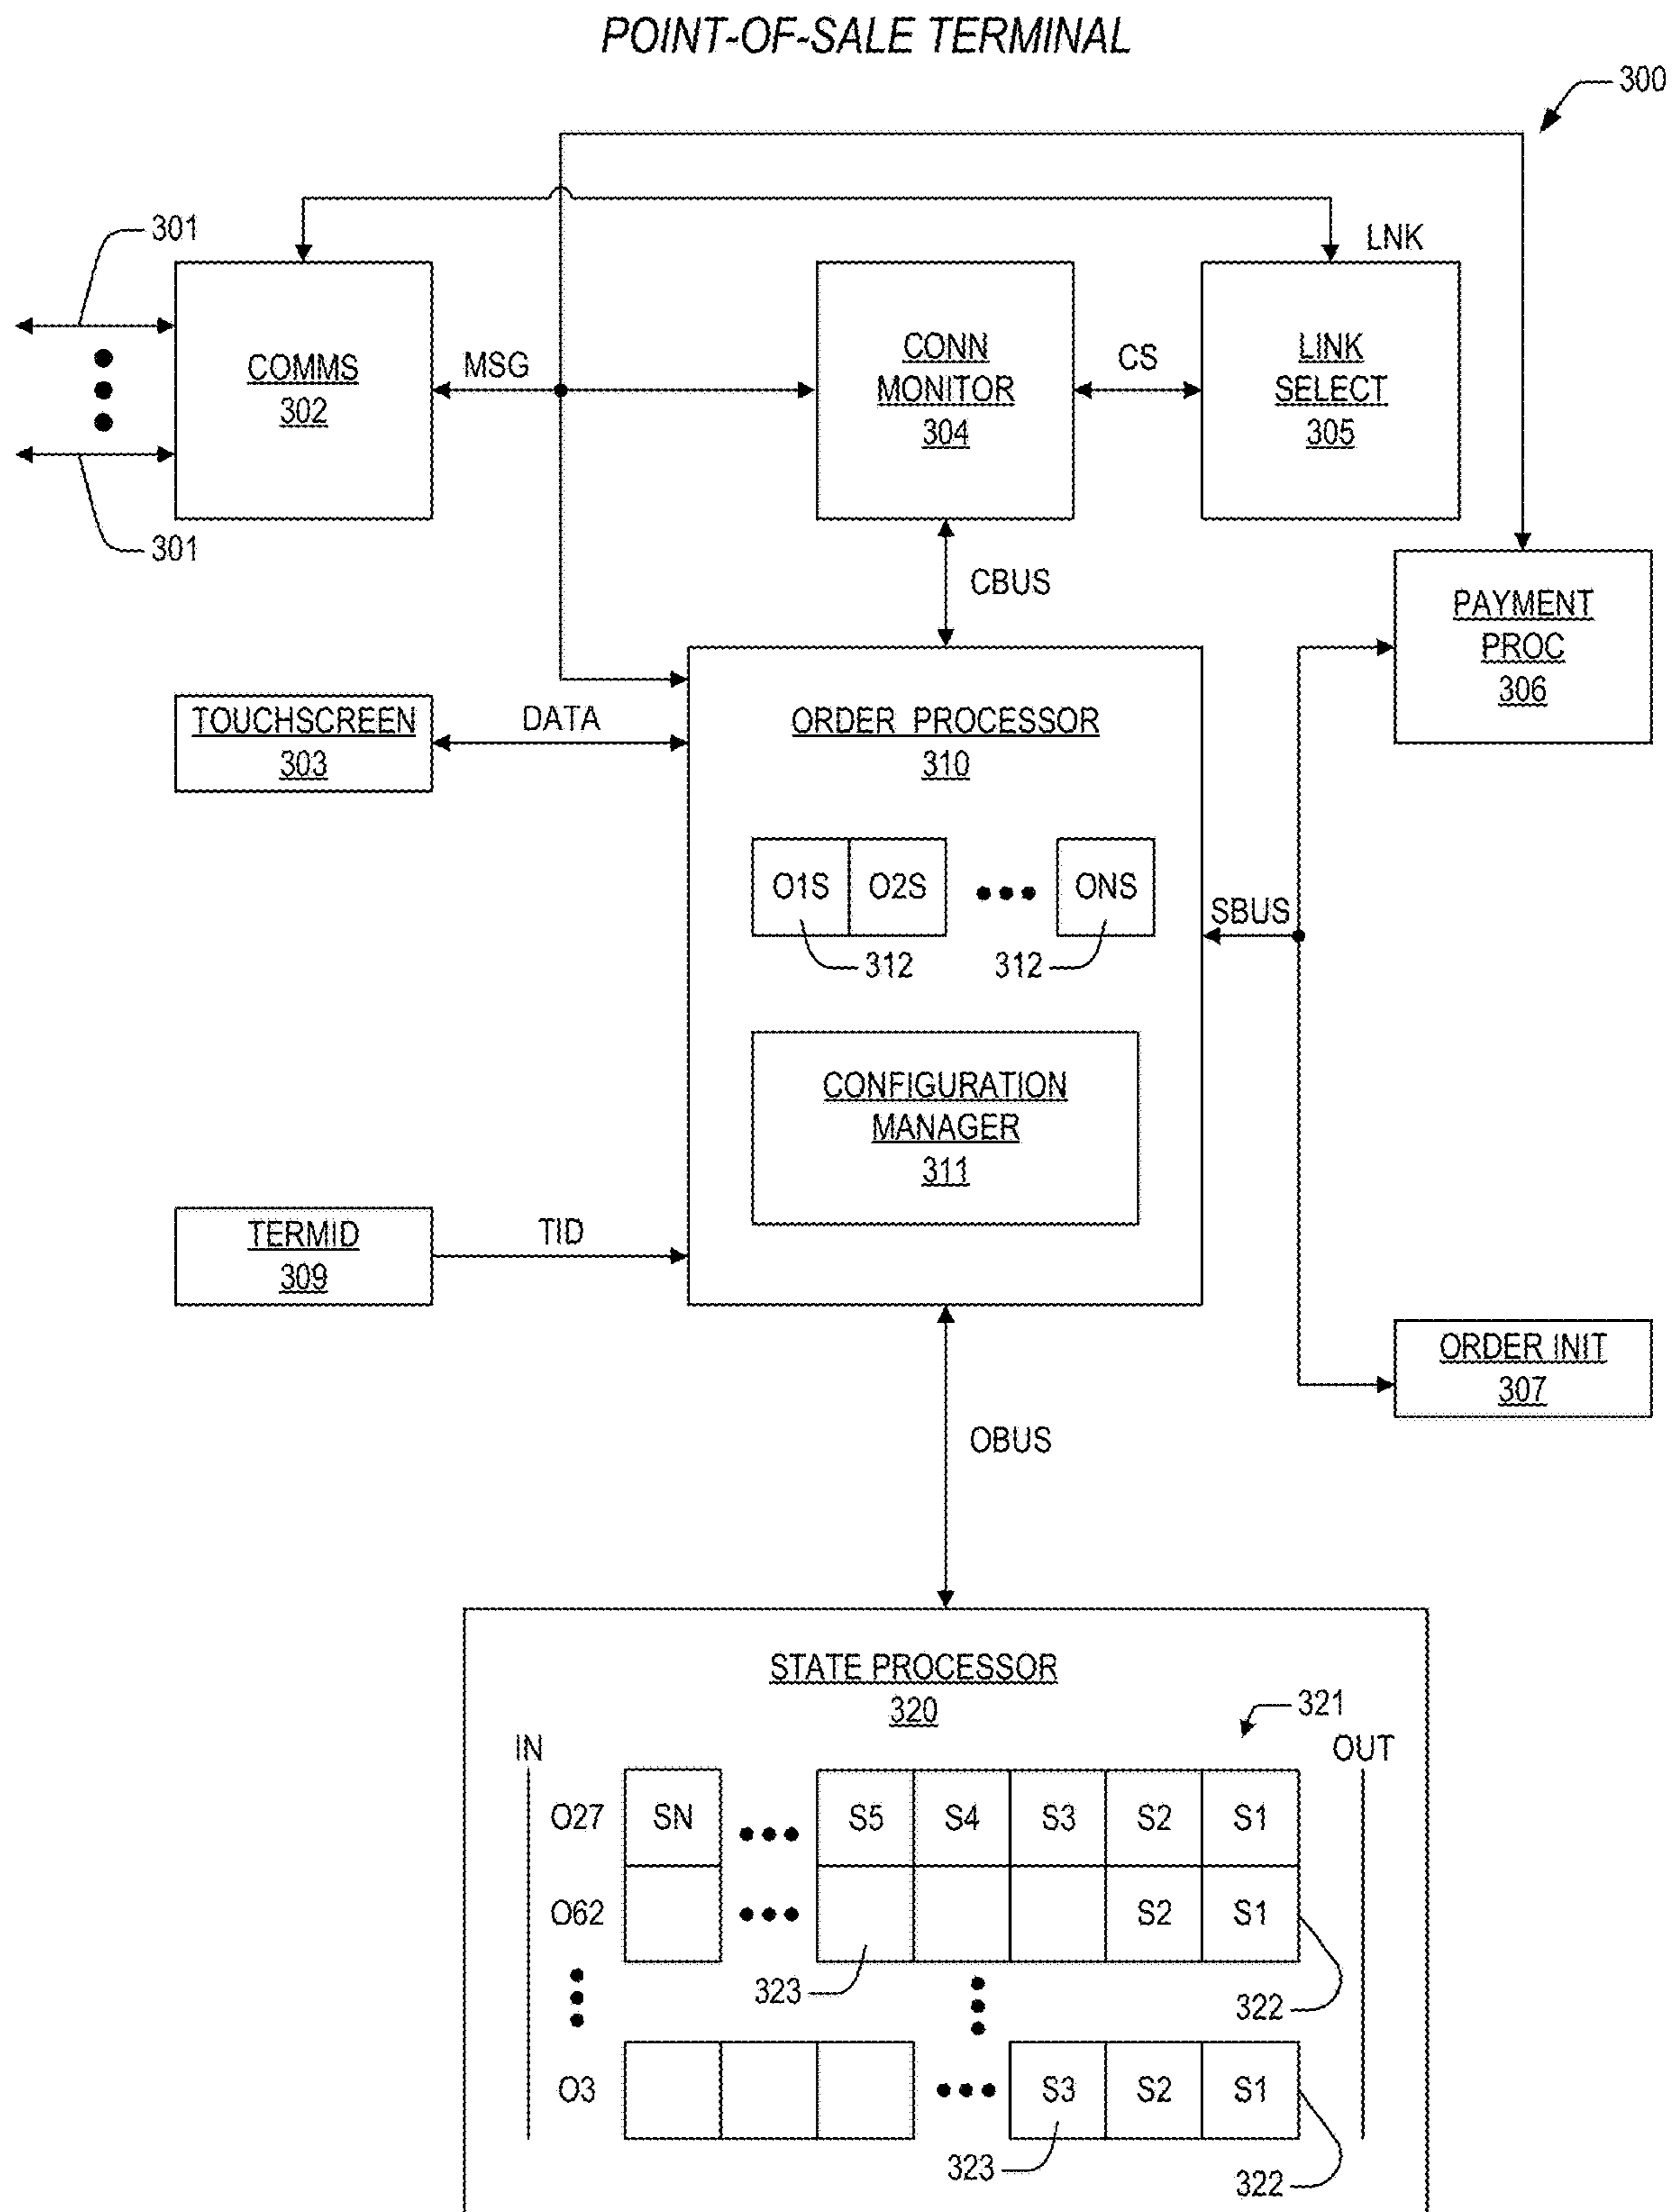 POINT-OF-SALE TERMINAL
300
301
LNK
COMMS
302
MSG
CONN
MONITOR
304
CS
LINK
SELECT
305
301
CBUS
PAYMENT
PROC
306
TOUCHSCREEN
303
DATA
ORDER PROCESSOR
310
O1S O2S ONS
SBUS
312 312
CONFIGURATION
MANAGER
311
TERMID
309
TID
ORDER INIT
307
OBUS
STATE PROCESSOR
320
321
IN OUT
O27 SN S5 S4 S3 S2 S1
O62 S2 S1
323 322
O3 S3 S2 S1
323 322